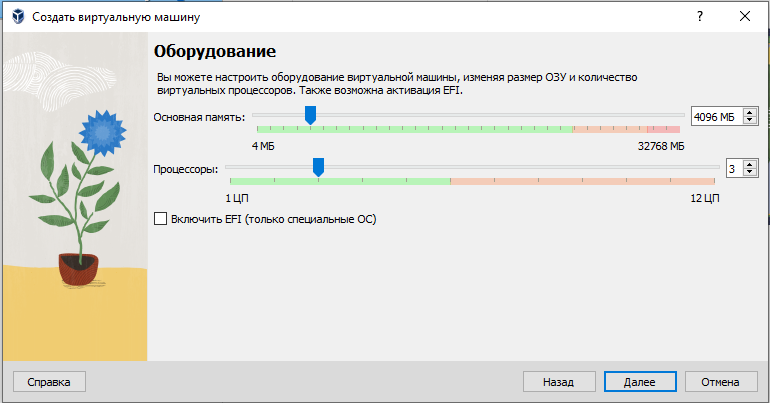 Создать виртуальную машину
?
Оборудование
Вы можете настроить оборудование виртуальной машины, изменяя размер ОЗУ и количество
виртуальных процессоров. Также возможна активация EFI.
Основная память:
4096 МБ
4 МБ
32768 МБ
Процессоры:
3
1 ЦП
12 ЦП
Включить EFI (только специальные ОС)
Справка
Назад
Далее
Отмена